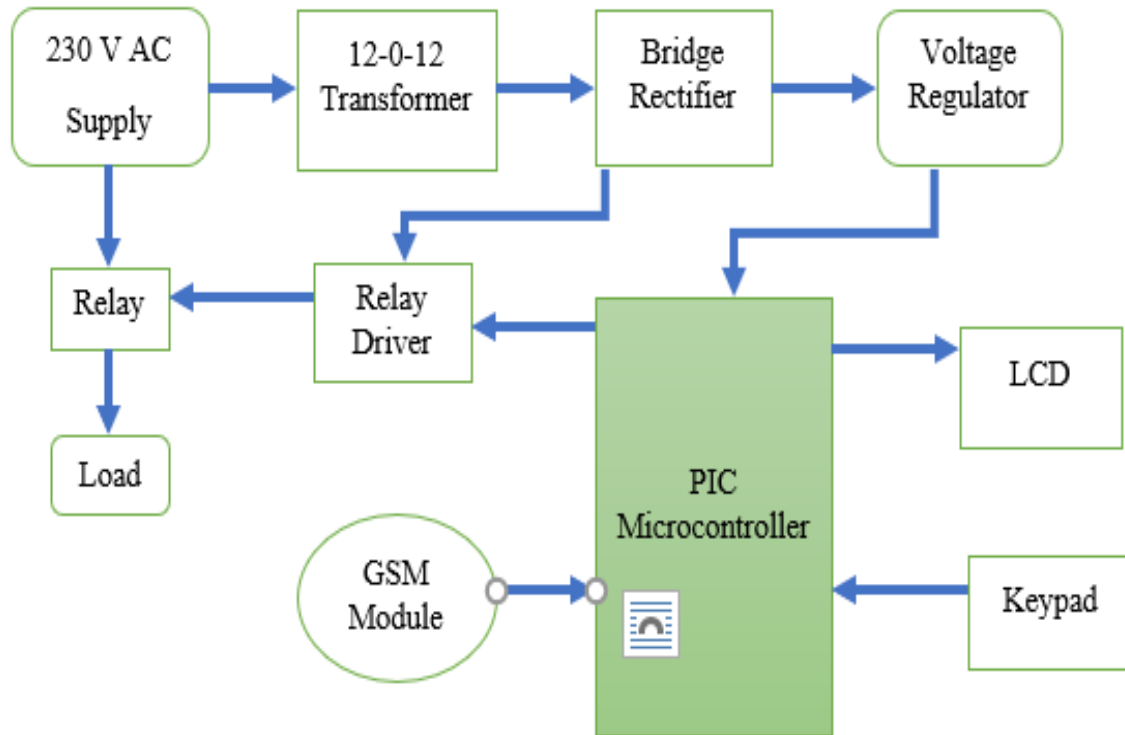 230 V AC
Supply
12-0-12
Transformer
Bridge
Rectifier
Voltage
Regulator
Relay
Relay
Driver
LCD
Load
PIC
Microcontroller
GSM
Module
Keypad